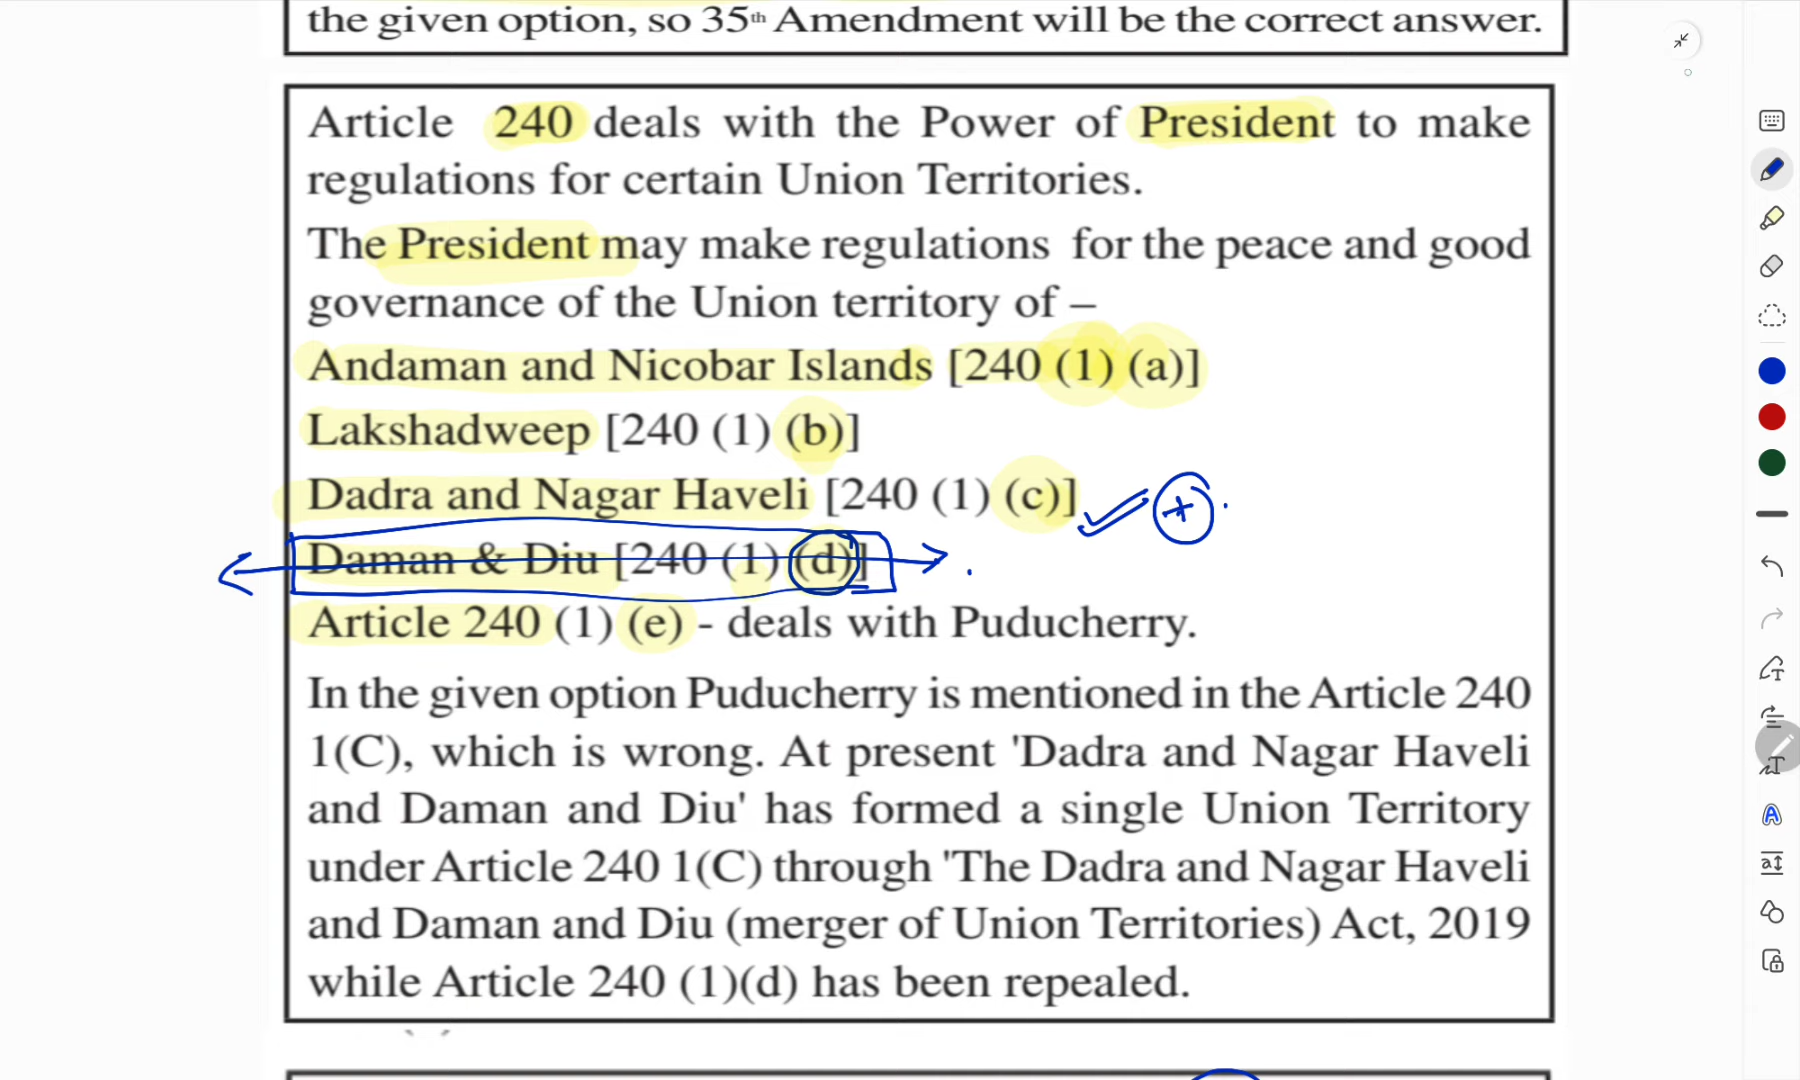 the given option, so 35th Amendment will be the correct answer.
Article 240 deals with the Power of President to make
regulations for certain Union Territories.
The President may make regulations for the peace and good
governance of the Union territory of –
Andaman and Nicobar Islands [240 (1) (a)]
Lakshadweep [240 (1) (b)]
Dadra and Nagar Haveli [240 (1) (c)]
Daman & Diu [240 (1) (d)]
Article 240 (1) (e) - deals with Puducherry.
In the given option Puducherry is mentioned in the Article 240
1(C), which is wrong. At present 'Dadra and Nagar Haveli
and Daman and Diu' has formed a single Union Territory
under Article 240 1(C) through 'The Dadra and Nagar Haveli
and Daman and Diu (merger of Union Territories) Act, 2019
while Article 240 (1)(d) has been repealed.